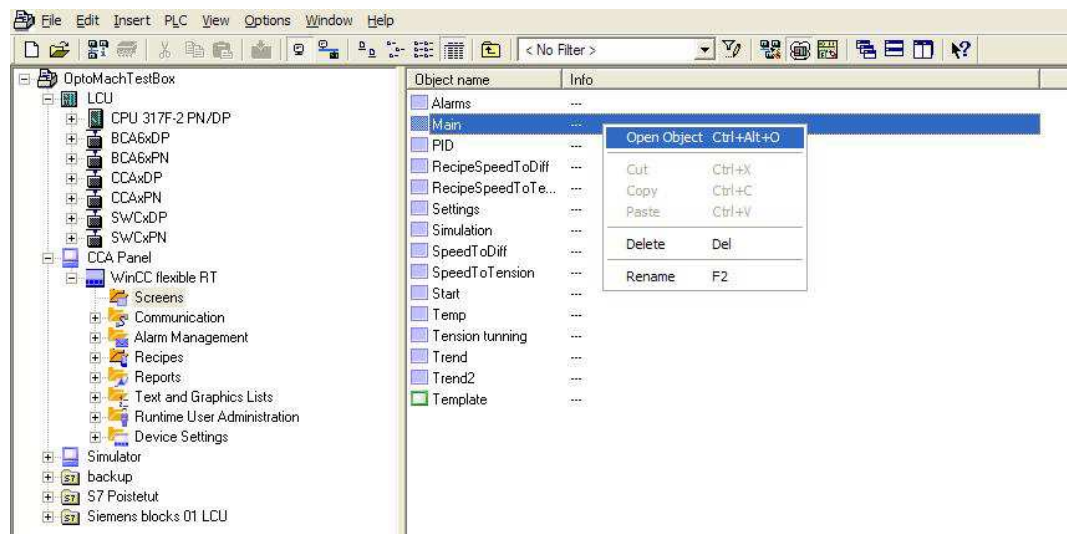 File Edit Insert PLC View Options Window Help
< No Filter >
OptoMachTestBox
LCU
CPU 317F-2 PN/DP
BCA6xDP
BCA6xPN
CCAxDP
CCAxPN
SWCxDP
SWCxPN
CCA Panel
WinCC flexible RT
Screens
Communication
Alarm Management
Recipes
Reports
Text and Graphics Lists
Runtime User Administration
Device Settings
Simulator
S7 backup
S7 S7 Poistetut
S7 Siemens blocks 01 LCU
Object name Info
Alarms ---
Main ---
PID ---
RecipeSpeedToDiff ---
RecipeSpeedToTe... ---
Settings ---
Simulation ---
SpeedToDiff ---
SpeedToTension ---
Start ---
Temp ---
Tension tunning ---
Trend ---
Trend2 ---
Template ---
Open Object Ctrl+Alt+O
Cut Ctrl+X
Copy Ctrl+C
Paste Ctrl+V
Delete Del
Rename F2